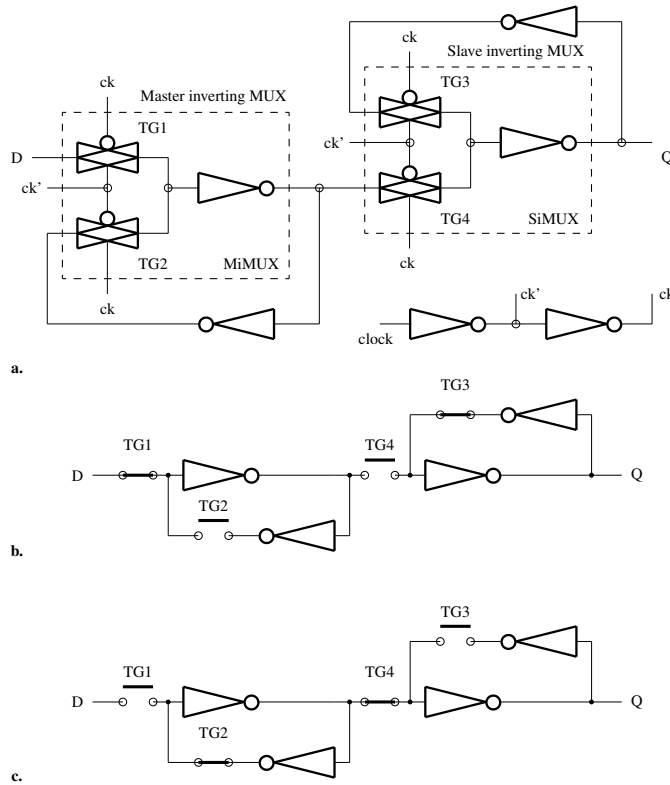 ck
Slave inverting MUX
ck
TG3
Master inverting MUX
TG1
D
ck'
Q
ck'
TG2
TG4
MiMUX
SiMUX
ck
ck
ck'
ck
clock
a.
TG3
TG1
TG4
D
Q
TG2
b.
TG3
TG1
TG4
D
Q
TG2
c.